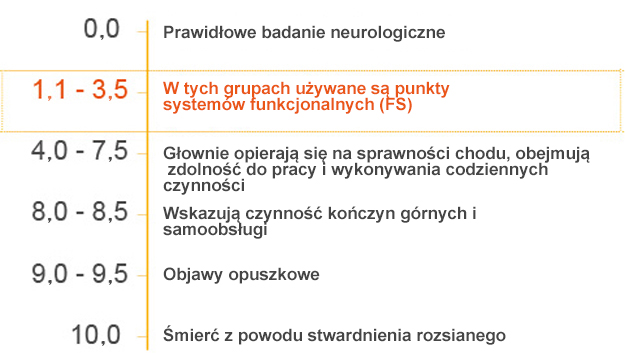 0,0 Prawidłowe badanie neurologiczne
1,1 - 3,5 W tych grupach używane są punkty
systemów funkcjonalnych (FS)
4,0 - 7,5 Głownie opierają się na sprawności chodu, obejmują
zdolność do pracy i wykonywania codziennych
czynności
8,0 - 8,5 Wskazują czynność kończyn górnych i
samoobsługi
9,0 - 9,5 Objawy opuszkowe
10,0 Śmierć z powodu stwardnienia rozsianego